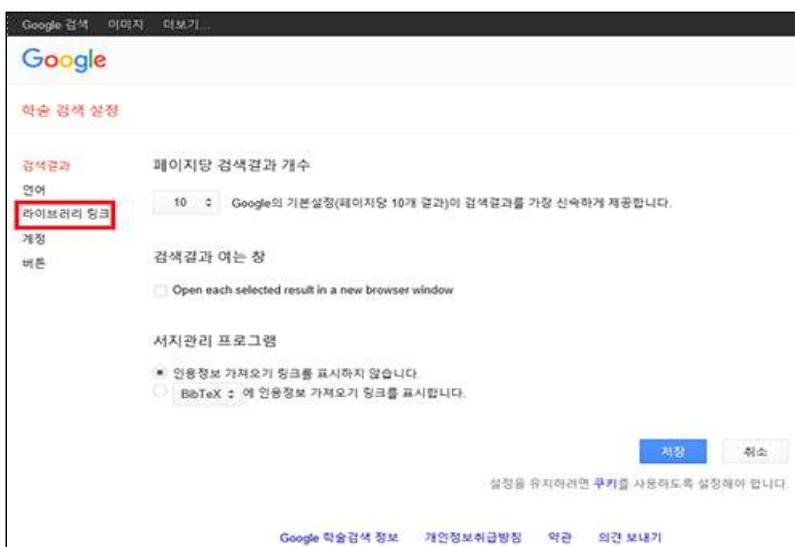 Google 검색 이미지 더보기...
Google
학술 검색 설정
검색결과
언어
라이브러리 링크
계정
버튼
페이지당 검색결과 개수
10 Google의 기본설정(페이지당 10개 결과)이 검색결과를 가장 신속하게 제공합니다.
검색결과 여는 창
Open each selected result in a new browser window
서지관리 프로그램
인용정보 가져오기 링크를 표시하지 않습니다.
BibTeX 에 인용정보 가져오기 링크를 표시합니다.
저장 취소
설정을 유지하려면 쿠키를 사용하도록 설정해야 합니다.
Google 학술검색 정보 개인정보취급방침 약관 의견 보내기